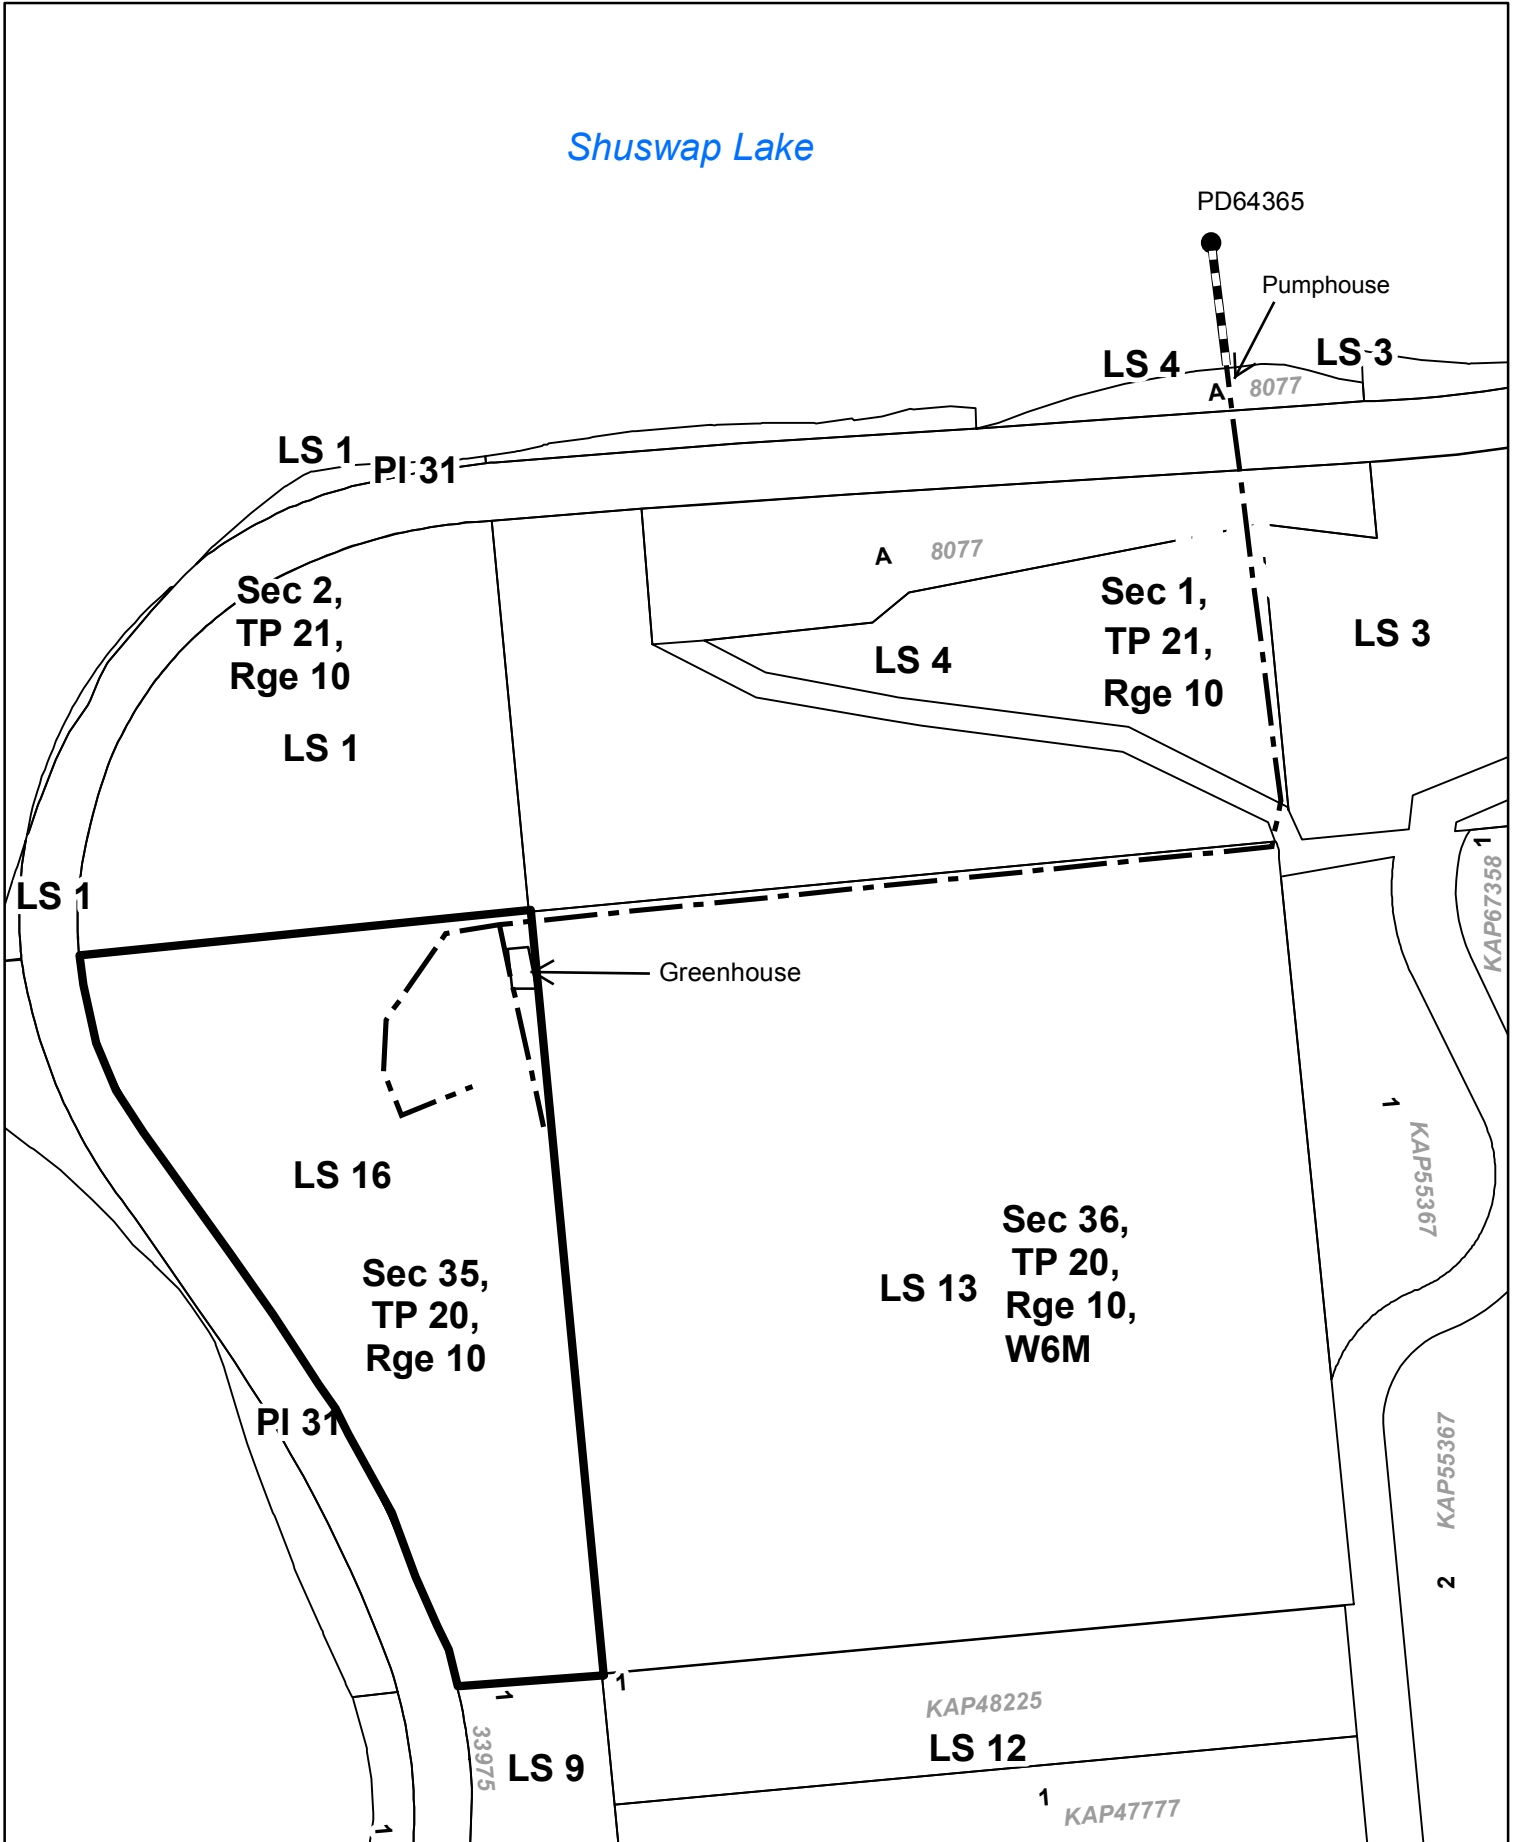 Shuswap Lake
PD64365
Pumphouse
LS 4
LS 3
A
8077
LS 1
Pl 31
A
8077
Sec 2,
TP 21,
Rge 10
LS 1
LS 4
Sec 1,
TP 21,
Rge 10
LS 3
LS 1
1
KAP67358
Greenhouse
1
KAP55367
LS 16
Sec 35,
TP 20,
Rge 10
LS 13
Sec 36,
TP 20,
Rge 10,
W6M
Pl 31
KAP55367
2
1
1
33975
LS 9
KAP48225
LS 12
1
KAP47777
1